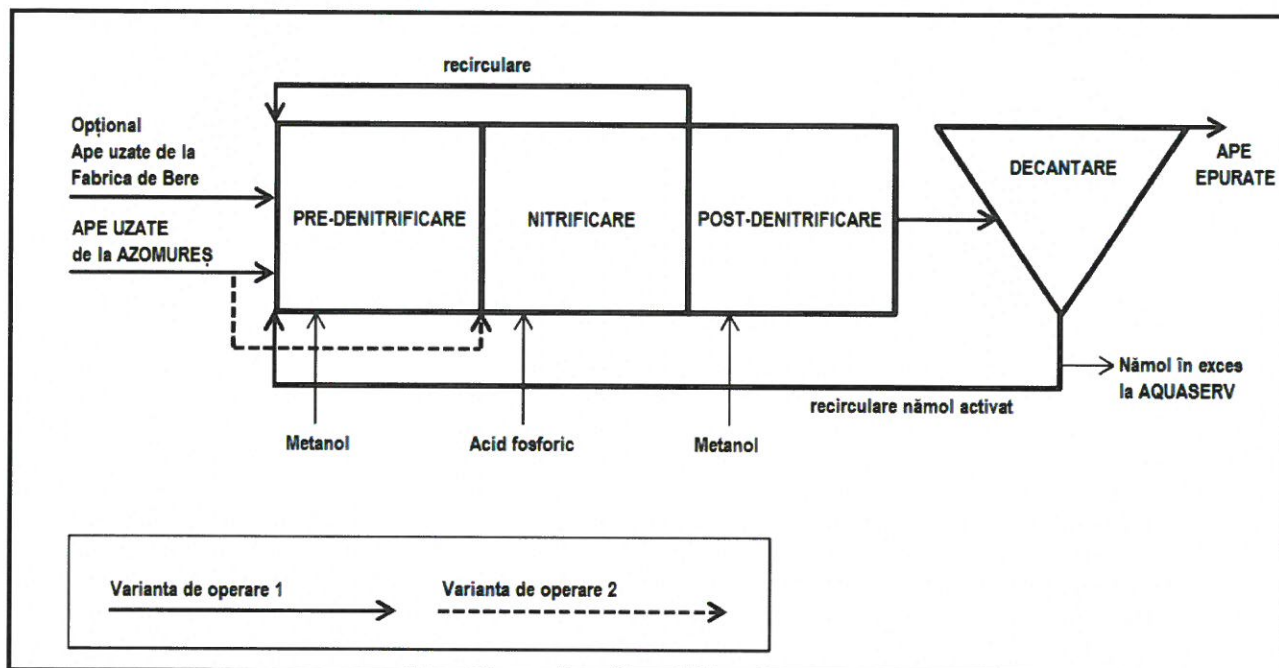 recirculare
Opțional
Ape uzate de la
Fabrica de Bere
APE UZATE
de la AZOMUREȘ
PRE-DENITRIFICARE
NITRIFICARE
POST-DENITRIFICARE
DECANTARE
APE
EPURATE
Nămol în exces
la AQUASERV
recirculare nămol activat
Metanol
Acid fosforic
Metanol
Varianta de operare 1
Varianta de operare 2